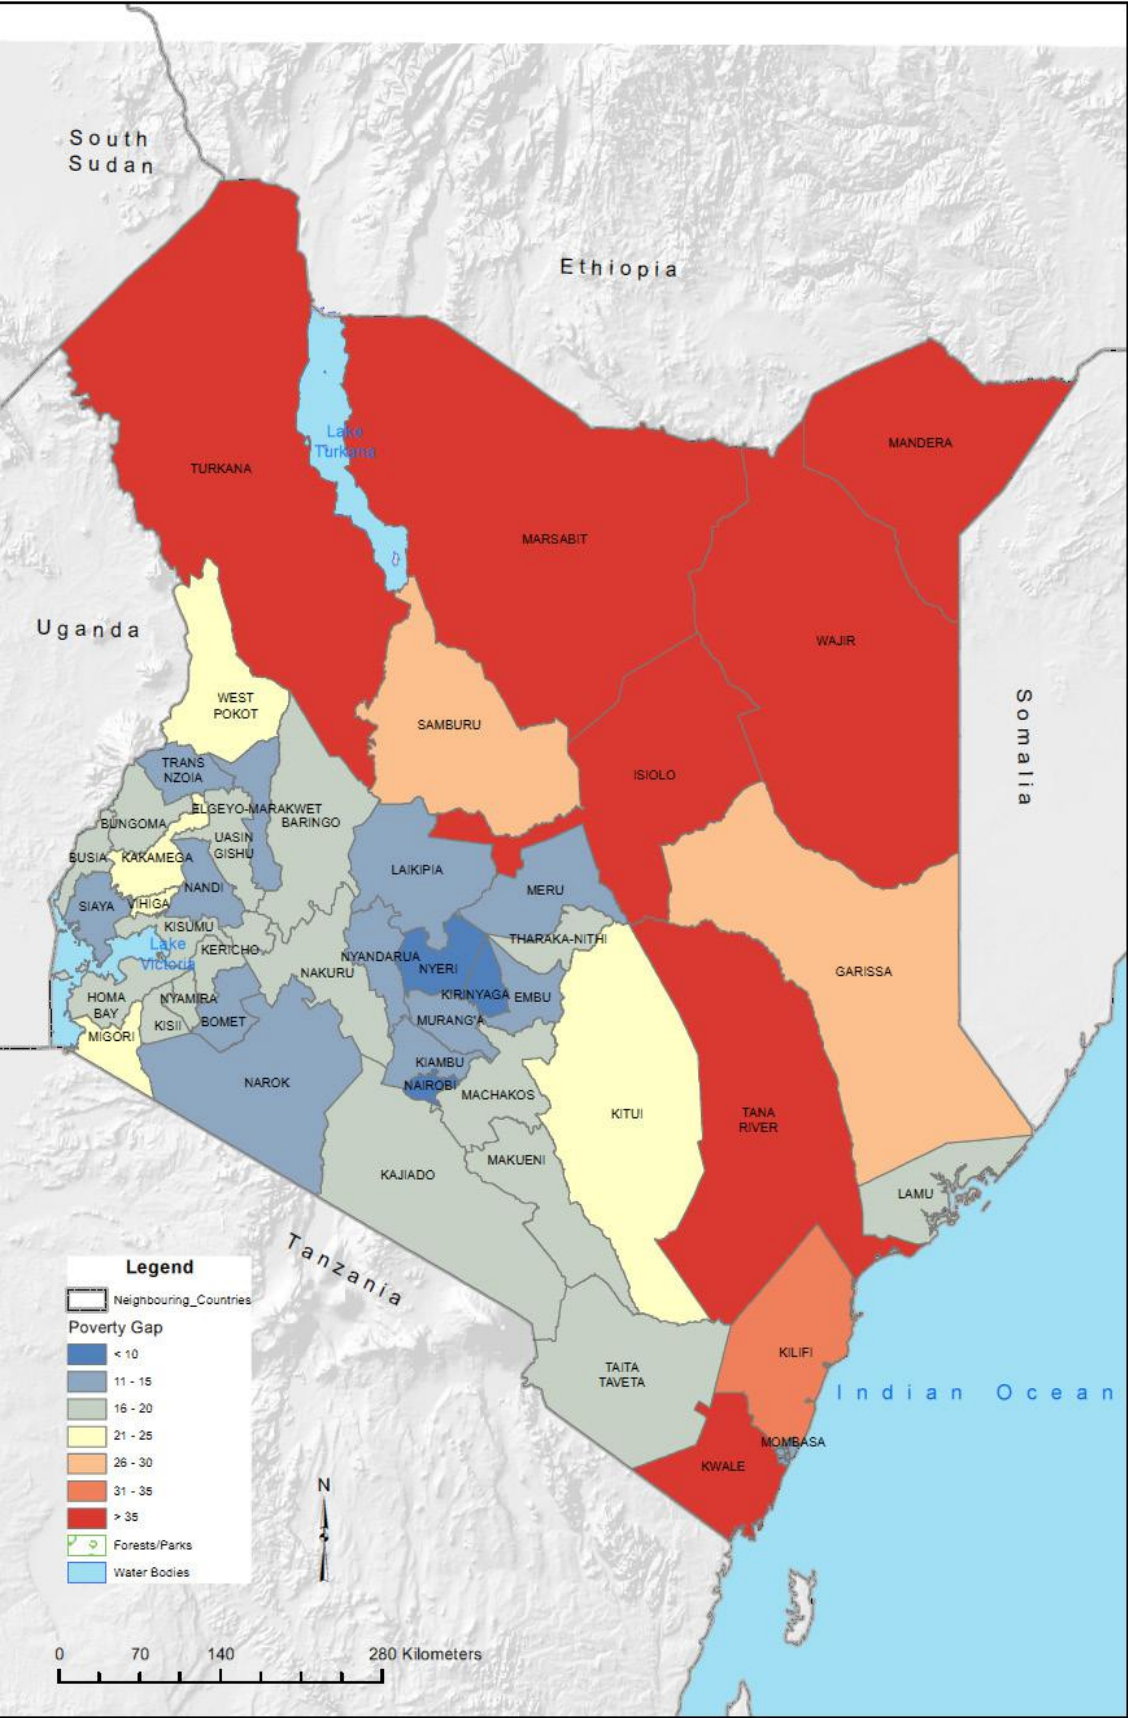 South
Sudan
Ethiopia
MANDERA
Lake
Turkana
TURKANA
MARSABIT
Uganda
WAJIR
Somalia
WEST
POKOT
SAMBURU
TRANS
NZOIA
ISIOLO
ELGEYO-MARAKWET
BUNGOMA
BARINGO
UASIN
GISHU
BUSIA
KAKAMEGA
LAIKIPIA
NANDI
MERU
SIAYA
VIHIGA
KISUMU
THARAKA-NITHI
Lake
Victoria
KERICHO
NYANDARUA
NYERI
NAKURU
GARISSA
HOMA
BAY
NYAMIRA
KIRINYAGA
EMBU
KISII
BOMET
MURANG'A
MIGORI
KIAMBU
NAROK
NAIROBI
MACHAKOS
KITUI
TANA
RIVER
MAKUENI
KAJIADO
LAMU
Tanzania
KILIFI
TAITA
TAVETA
Indian Ocean
MOMBASA
KWALE
Legend
Neighbouring_Countries
Poverty Gap
< 10
11 - 15
16 - 20
21 - 25
26 - 30
31 - 35
> 35
Forests/Parks
Water Bodies
N
0 70 140 280 Kilometers